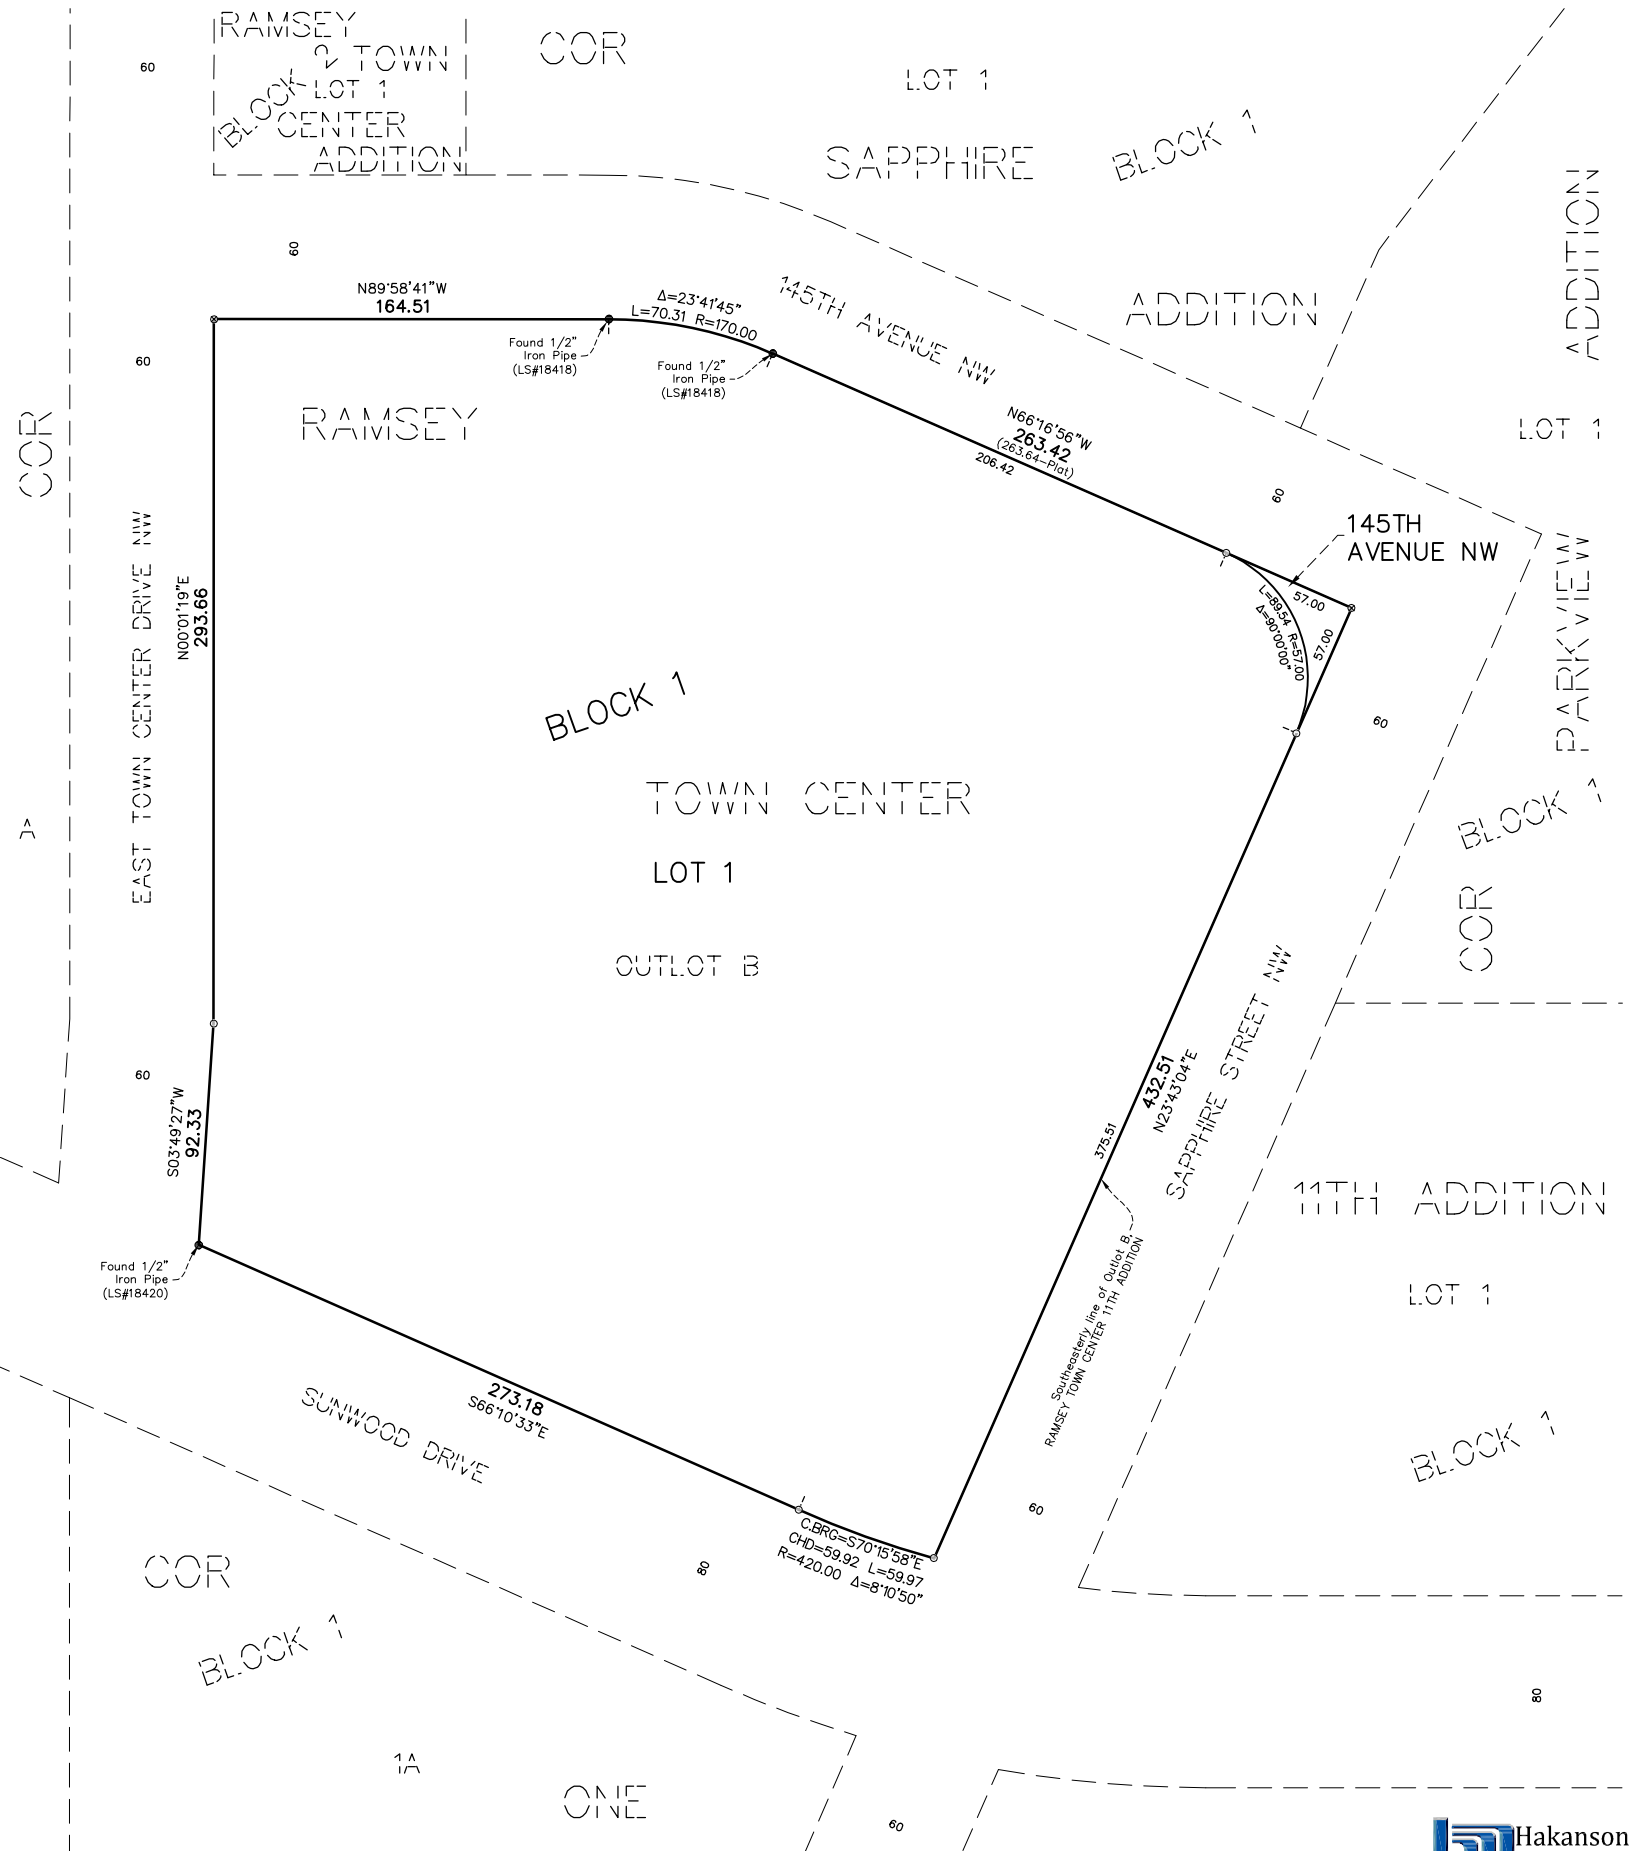 RAMSEY
2 TOWN
BLOCK
LOT 1
CENTER
ADDITION
COR
LOT 1
SAPPHIRE
BLOCK 1
ADDITION
ADDITION
LOT 1
PARKVIEW
BLOCK 1
COR
60
60
N89°58'41"W
164.51
Δ=23°41'45"
L=70.31 R=170.00
145TH AVENUE NW
Found 1/2"
Iron Pipe
(LS#18418)
Found 1/2"
Iron Pipe
(LS#18418)
60
RAMSEY
COR
N66°16'56"W
263.42
(263.64-Plat)
206.42
60
145TH
AVENUE NW
57.00
57.00
L=89.54 R=57.00
Δ=90°00'00"
60
EAST TOWN CENTER DRIVE NW
N00°01'19"E
293.66
BLOCK 1
TOWN CENTER
LOT 1
OUTLOT B
A
60
S03°49'27"W
92.33
SAPPHIRE STREET NW
432.51
N23°43'04"E
375.51
Southeasterly line of Outlot B,
RAMSEY TOWN CENTER 11TH ADDITION
11TH ADDITION
LOT 1
BLOCK 1
Found 1/2"
Iron Pipe
(LS#18420)
273.18
S66°10'33"E
SUNWOOD DRIVE
C.BRG=S70°15'58"E
CHD=59.92 L=59.97
R=420.00 Δ=8°10'50"
60
80
COR
BLOCK 1
1A
ONE
80
60
Hakanson